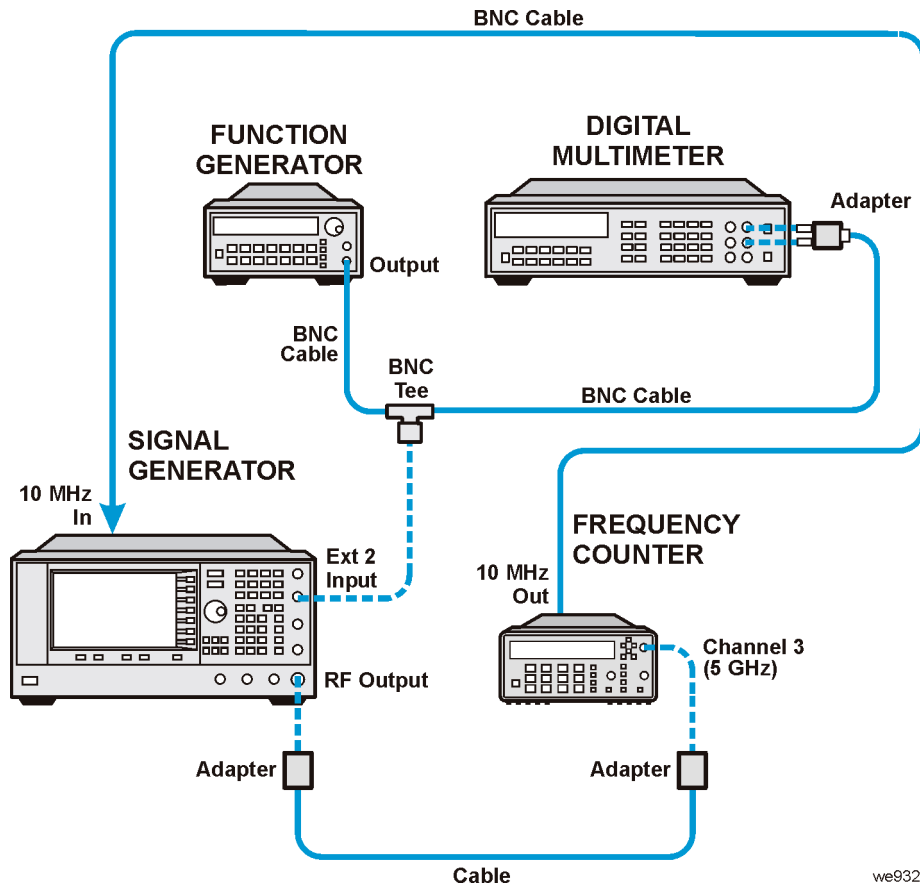 BNC Cable
FUNCTION
GENERATOR
DIGITAL
MULTIMETER
Adapter
Output
BNC
Cable
BNC
Tee
BNC Cable
SIGNAL
GENERATOR
10 MHz
In
Ext 2
Input
FREQUENCY
COUNTER
10 MHz
Out
Channel 3
(5 GHz)
RF Output
Adapter
Adapter
Cable
we932